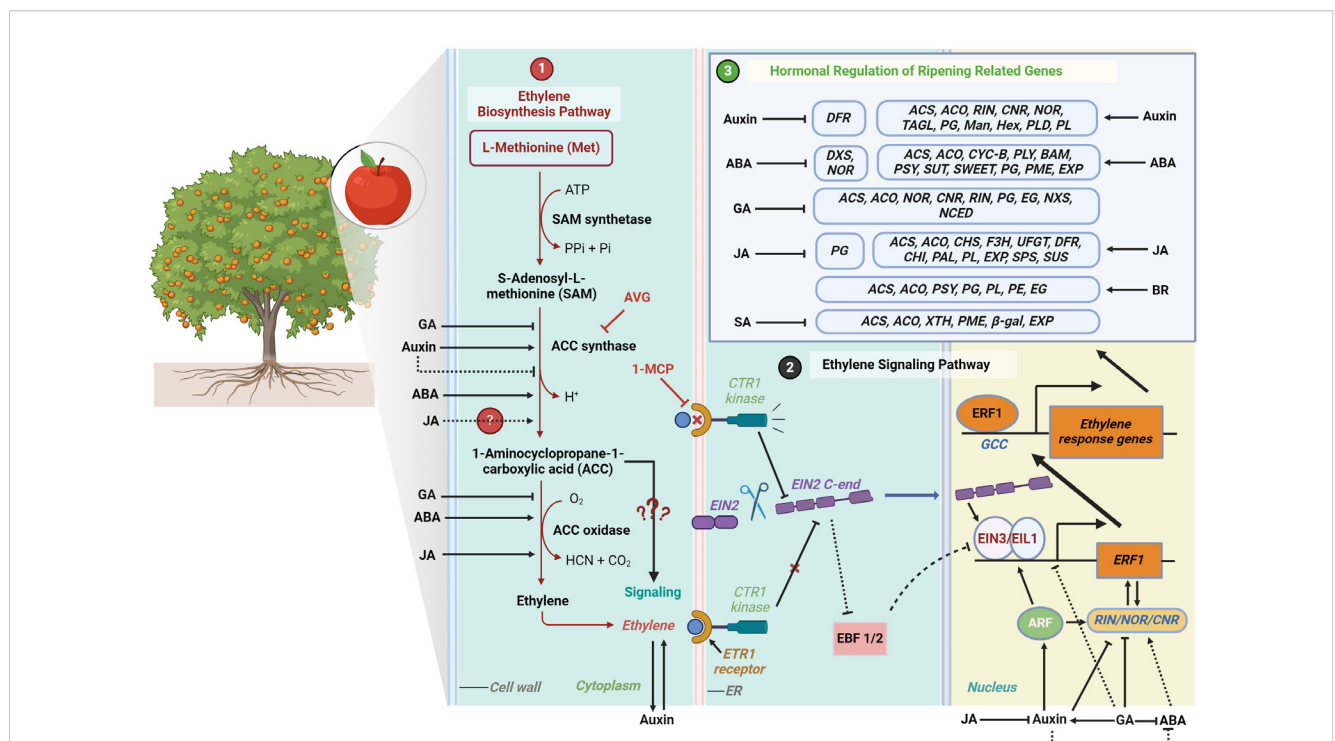 1
Ethylene
Biosynthesis Pathway
L-Methionine (Met)
ATP
SAM synthetase
PPi + Pi
S-Adenosyl-L-
methionine (SAM)
AVG
GA
Auxin
ACC synthase
ABA
H⁺
JA
?
1-Aminocyclopropane-1-
carboxylic acid (ACC)
GA
O₂
ABA
ACC oxidase
JA
HCN + CO₂
???
Signaling
Ethylene
Ethylene
Cell wall
Cytoplasm
Auxin
3
Hormonal Regulation of Ripening Related Genes
Auxin
DFR
ACS, ACO, RIN, CNR, NOR,
TAGL, PG, Man, Hex, PLD, PL
Auxin
ABA
DXS,
NOR
ACS, ACO, CYC-B, PLY, BAM,
PSY, SUT, SWEET, PG, PME, EXP
ABA
GA
ACS, ACO, NOR, CNR, RIN, PG, EG, NXS,
NCED
JA
PG
ACS, ACO, CHS, F3H, UFGT, DFR,
CHI, PAL, PL, EXP, SPS, SUS
JA
ACS, ACO, PSY, PG, PL, PE, EG
BR
SA
ACS, ACO, XTH, PME, β-gal, EXP
2
Ethylene Signaling Pathway
1-MCP
CTR1
kinase
EIN2
EIN2 C-end
CTR1
kinase
EBF 1/2
ETR1
receptor
ER
ERF1
GCC
Ethylene
response genes
EIN3/EIL1
ERF1
ARF
RIN/NOR/CNR
Nucleus
JA
Auxin
GA
ABA